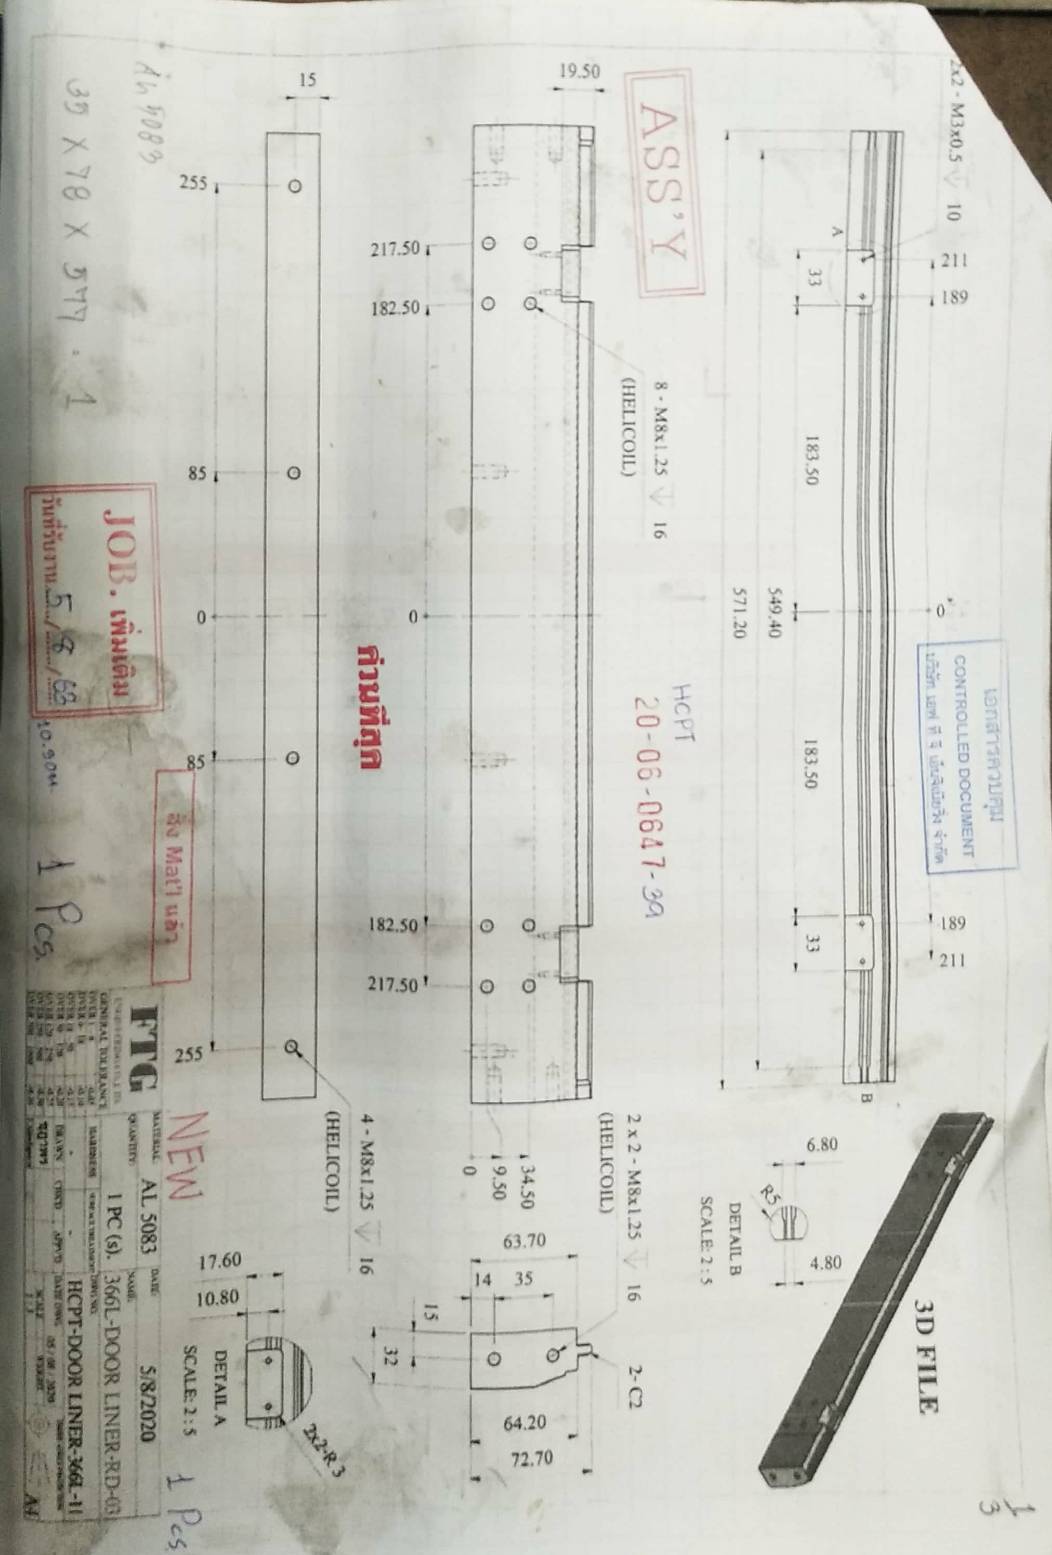 1
3
เอกสารควบคุม
CONTROLLED DOCUMENT
บริษัท เอฟ ที จี เอ็นจิเนียริ่ง จำกัด
2x2 - M3x0.5 10
211
189
0
189
211
3D FILE
A
B
33
183.50
183.50
33
549.40
571.20
6.80
4.80
R5
DETAIL B
SCALE: 2 : 5
ASS'Y
HCPT
20-06-0647-39
8 - M8x1.25 16
(HELICOIL)
2 x 2 - M8x1.25 16
(HELICOIL)
2- C2
19.50
34.50
9.50
0
63.70
35
14
64.20
72.70
15
32
217.50
182.50
0
182.50
217.50
ด่วนที่สุด
4 - M8x1.25 16
(HELICOIL)
15
2x2-R 3
17.60
10.80
DETAIL A
SCALE: 2 : 5
255
85
0
85
255
สั่ง Mat'l แล้ว
NEW
1 Pcs
5083
35 x 78 x 577 . 1
JOB. เพิ่มเติม
วันที่รับงาน 5/8/63
10.90น.
1 Pcs.
FTG
GENERAL TOLERANCE
MATERIAL: AL 5083
DATE: 5/8/2020
QUANTITY: 1 PC (s).
NAME: 366L-DOOR LINER-RD-03
HARDNESS
SURFACE TREATMENT
DWG NO. HCPT-DOOR LINER-366L-11
DRAWN
CHK'D
APPV'D
DATE DWG 05 / 08 / 2020
SCALE
WEIGHT
A4